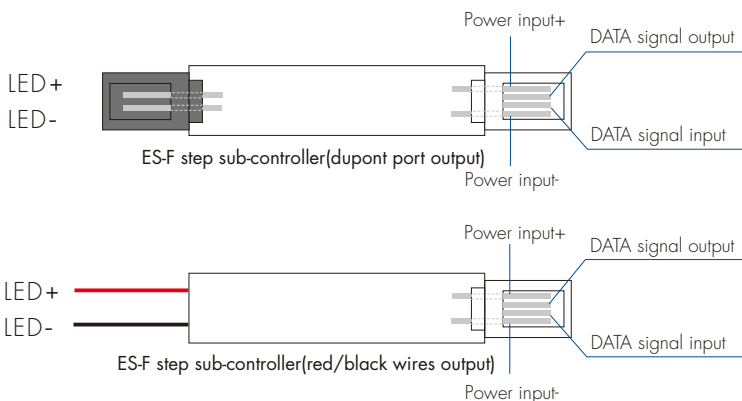 Power input+
DATA signal output
LED+
LED-
DATA signal input
ES-F step sub-controller(dupont port output)
Power input-
Power input+
DATA signal output
LED+
LED-
DATA signal input
ES-F step sub-controller(red/black wires output)
Power input-